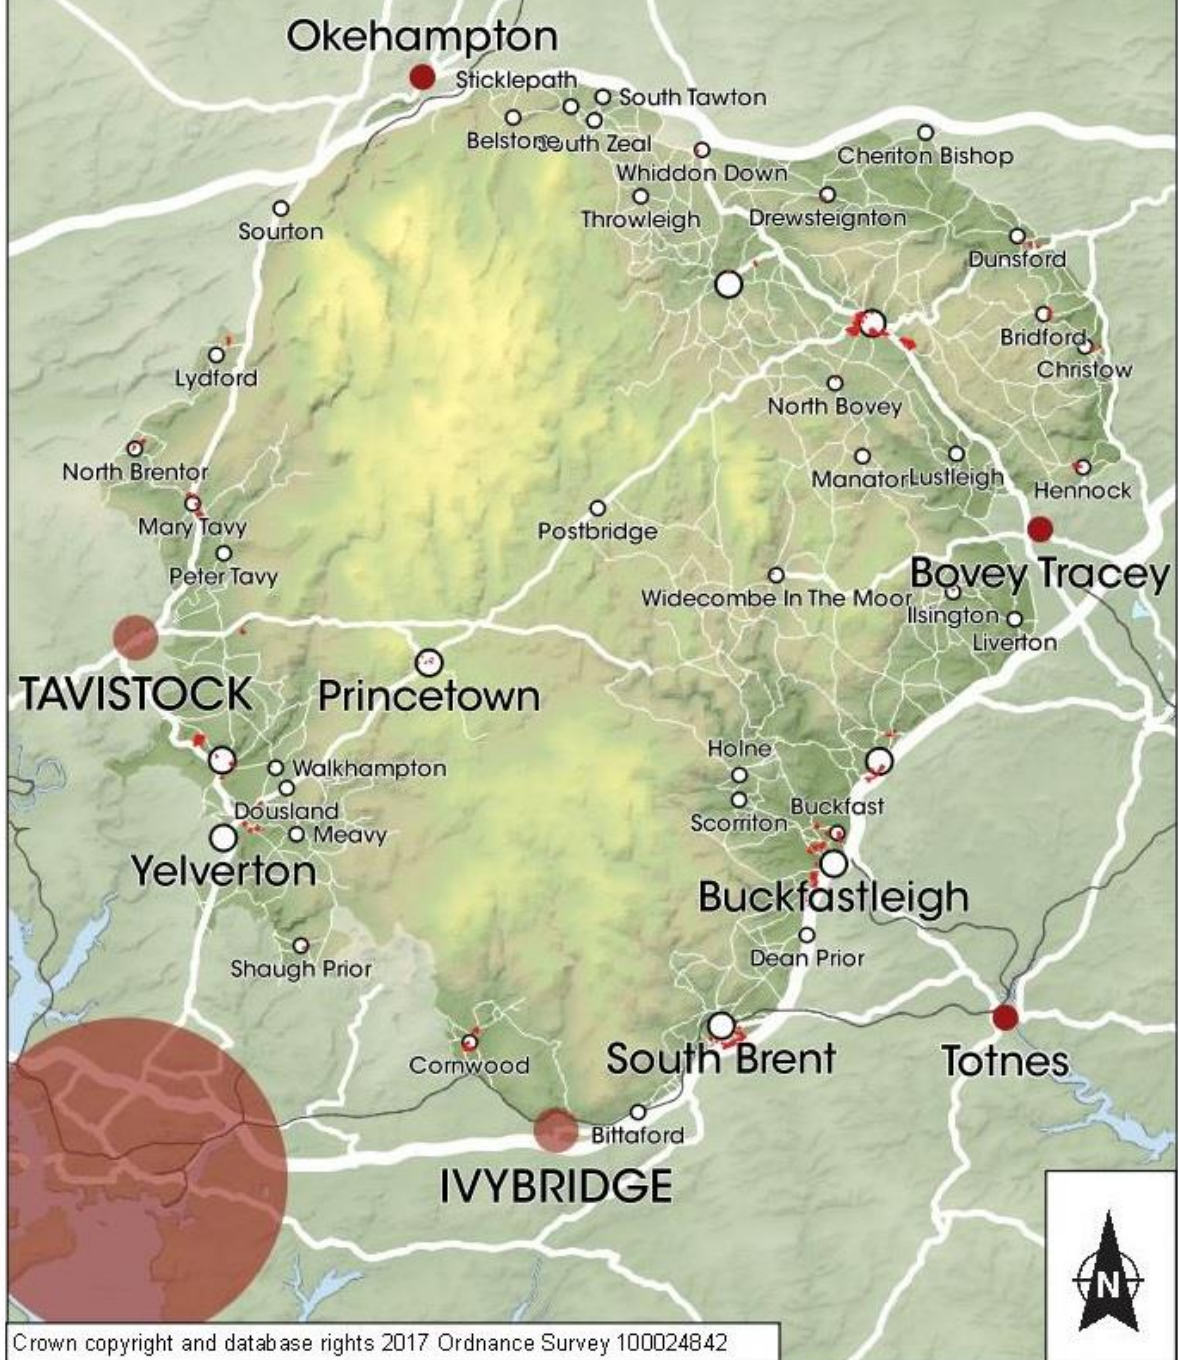 Okehampton
Sticklepath
South Tawton
Belstone
South Zeal
Cheriton Bishop
Whiddon Down
Throwleigh
Drewsteignton
Sourton
Dunsford
Bridford
Christow
Lydford
North Bovey
North Brentor
Manator
Lustleigh
Hennock
Mary Tavy
Postbridge
Peter Tavy
Bovey Tracey
Widecombe In The Moor
Ilsington
Liverton
TAVISTOCK
Princetown
Holne
Walkhampton
Buckfast
Dousland
Scorriton
Meavy
Yelverton
Buckfastleigh
Dean Prior
Shaugh Prior
South Brent
Totnes
Cornwood
Bittaford
IVYBRIDGE
N
Crown copyright and database rights 2017 Ordnance Survey 100024842